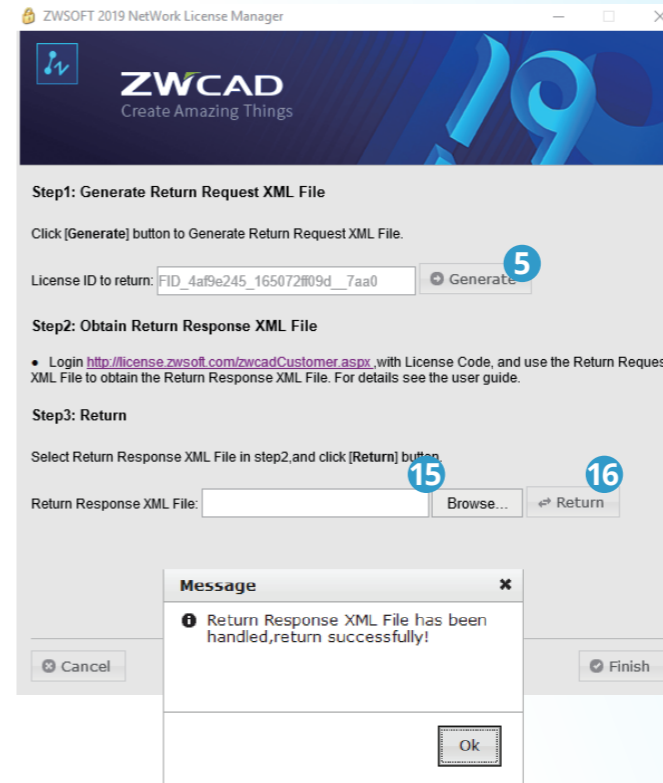 ZWSOFT 2019 NetWork License Manager
ZWCAD
Create Amazing Things
Step1: Generate Return Request XML File
Click [Generate] button to Generate Return Request XML File.
5
License ID to return: FID_4af9e245_165072ff09d__7aa0 Generate
Step2: Obtain Return Response XML File
• Login http://license.zwsoft.com/zwcadCustomer.aspx ,with License Code, and use the Return Reques
XML File to obtain the Return Response XML File. For details see the user guide.
Step3: Return
Select Return Response XML File in step2,and click [Return] button.
15 16
Return Response XML File: Browse... Return
Message
Return Response XML File has been
handled,return successfully!
Cancel Finish
Ok